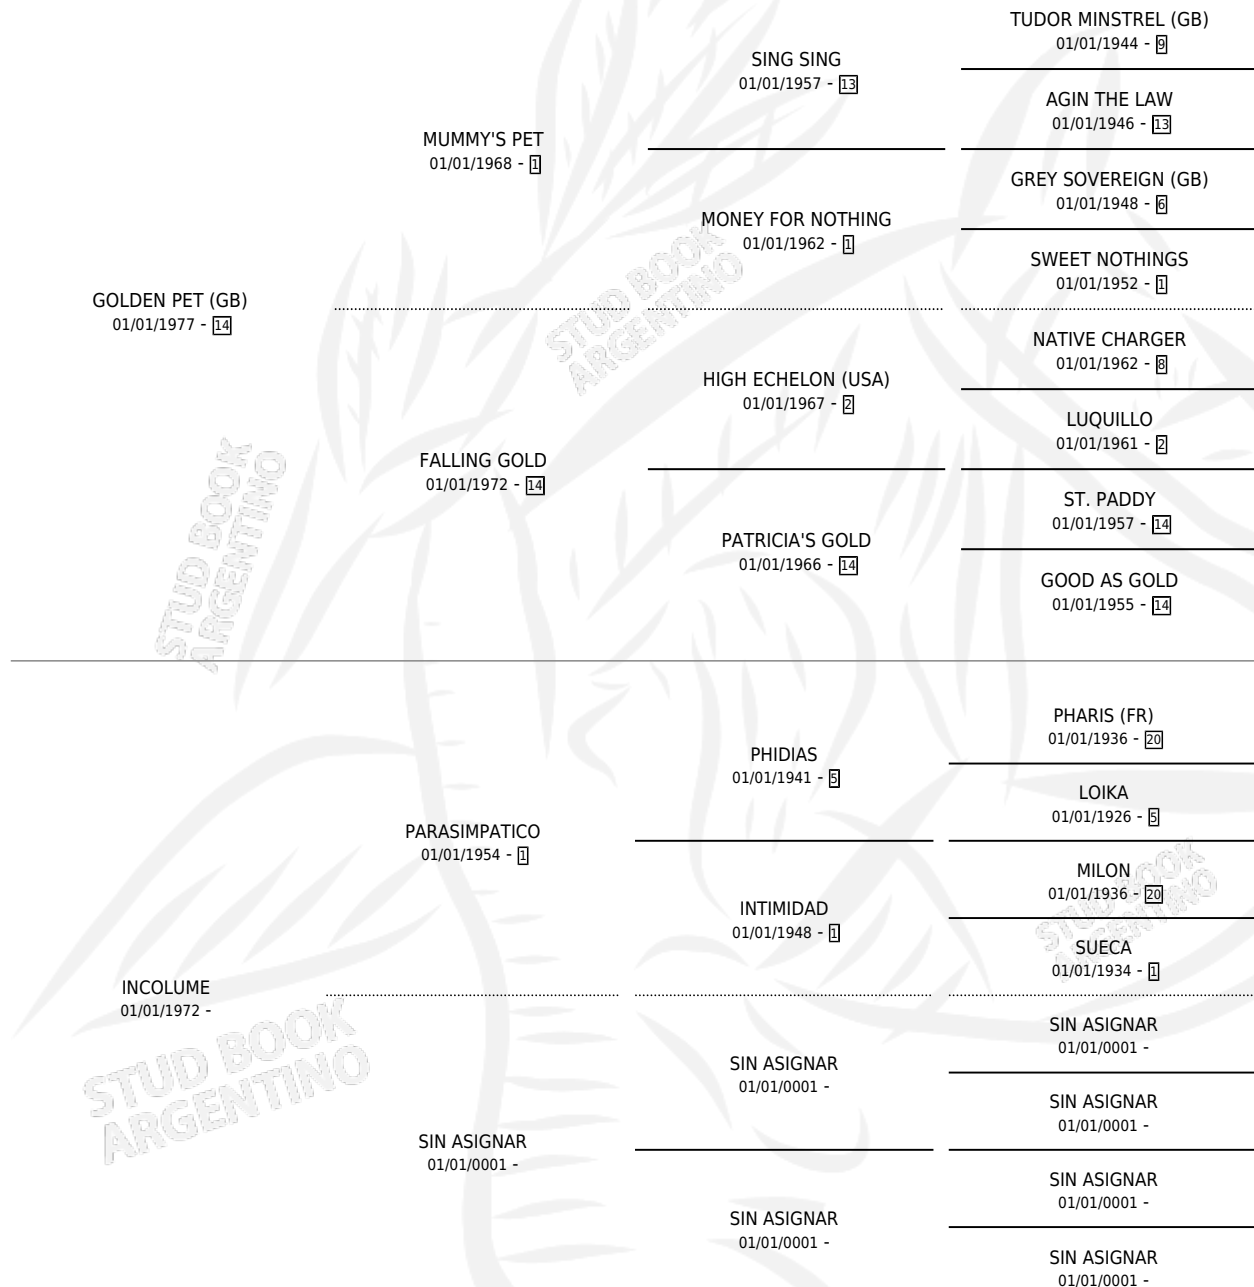 TUDOR MINSTREL (GB)
01/01/1944 - 9
SING SING
01/01/1957 - 13
AGIN THE LAW
01/01/1946 - 13
MUMMY'S PET
01/01/1968 - 1
GREY SOVEREIGN (GB)
01/01/1948 - 6
MONEY FOR NOTHING
01/01/1962 - 1
SWEET NOTHINGS
01/01/1952 - 1
GOLDEN PET (GB)
01/01/1977 - 14
NATIVE CHARGER
01/01/1962 - 8
HIGH ECHELON (USA)
01/01/1967 - 2
LUQUILLO
01/01/1961 - 2
FALLING GOLD
01/01/1972 - 14
ST. PADDY
01/01/1957 - 14
PATRICIA'S GOLD
01/01/1966 - 14
GOOD AS GOLD
01/01/1955 - 14
PHARIS (FR)
01/01/1936 - 20
PHIDIAS
01/01/1941 - 5
LOIKA
01/01/1926 - 5
PARASIMPATICO
01/01/1954 - 1
MILON
01/01/1936 - 20
INTIMIDAD
01/01/1948 - 1
SUECA
01/01/1934 - 1
INCOLUME
01/01/1972 -
SIN ASIGNAR
01/01/0001 -
SIN ASIGNAR
01/01/0001 -
SIN ASIGNAR
01/01/0001 -
SIN ASIGNAR
01/01/0001 -
SIN ASIGNAR
01/01/0001 -
SIN ASIGNAR
01/01/0001 -
SIN ASIGNAR
01/01/0001 -
STUD BOOK
ARGENTINO
STUD BOOK
ARGENTINO
STUD BOOK
ARGENTINO
STUD BOOK
ARGENTINO